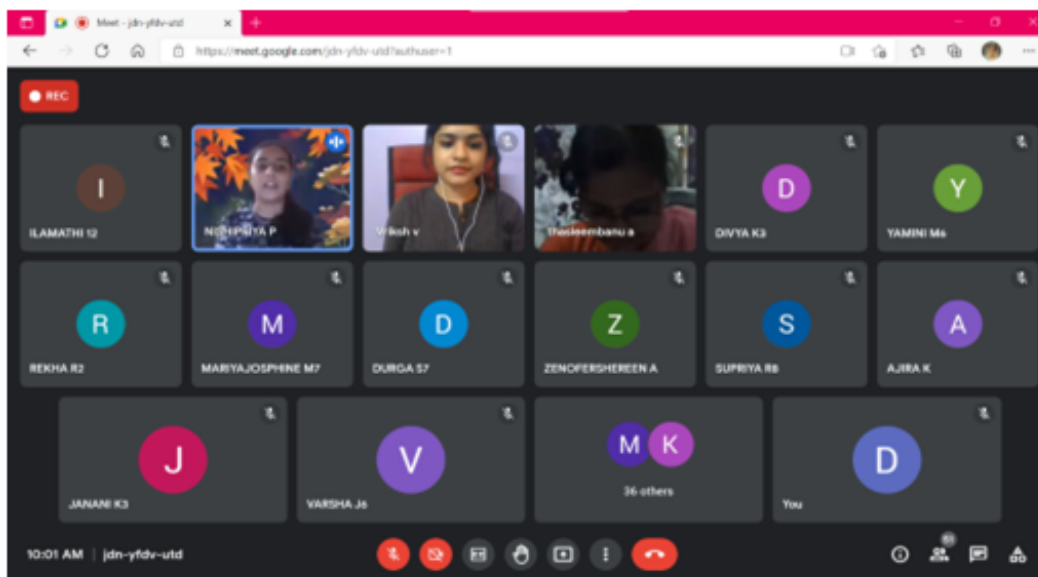 Meet - jdn-yfdv-utd
https://meet.google.com/jdn-yfdv-utd?authuser=1
REC
I
D
Y
ILAMATHI 12
P
Vriksh v
thasleembanu a
DIVYA K3
YAMINI M6
R
M
D
Z
S
A
REKHA R2
MARIYAJOSPHINE M7
DURGA S7
ZENOFERSHEREEN A
SUPRIYA R8
AJIRA K
J
V
M K
D
JANANI K3
VARSHA J6
36 others
You
10:01 AM | jdn-yfdv-utd